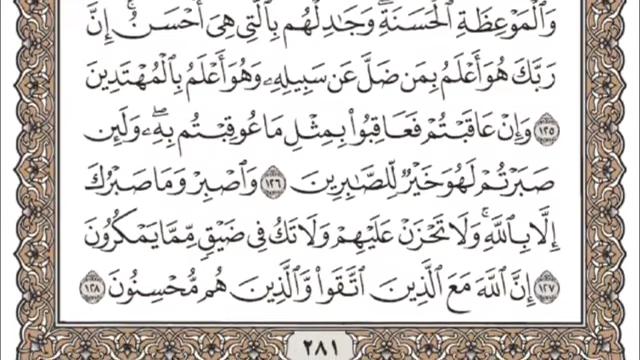 وَٱلْمَوْعِظَةِ ٱلْحَسَنَةِ ۖ وَجَٰدِلْهُم بِٱلَّتِى هِىَ أَحْسَنُ ۚ إِنَّ
رَبَّكَ هُوَ أَعْلَمُ بِمَن ضَلَّ عَن سَبِيلِهِۦ وَهُوَ أَعْلَمُ بِٱلْمُهْتَدِينَ
١٢٥ وَإِنْ عَاقَبْتُمْ فَعَاقِبُوا۟ بِمِثْلِ مَا عُوقِبْتُم بِهِۦ ۖ وَلَئِن
صَبَرْتُمْ لَهُوَ خَيْرٌ لِّلصَّٰبِرِينَ ١٢٦ وَٱصْبِرْ وَمَا صَبْرُكَ
إِلَّا بِٱللَّهِ ۚ وَلَا تَحْزَنْ عَلَيْهِمْ وَلَا تَكُ فِى ضَيْقٍ مِّمَّا يَمْكُرُونَ
١٢٧ إِنَّ ٱللَّهَ مَعَ ٱلَّذِينَ ٱتَّقَوا۟ وَّٱلَّذِينَ هُم مُّحْسِنُونَ ١٢٨
٢٨١